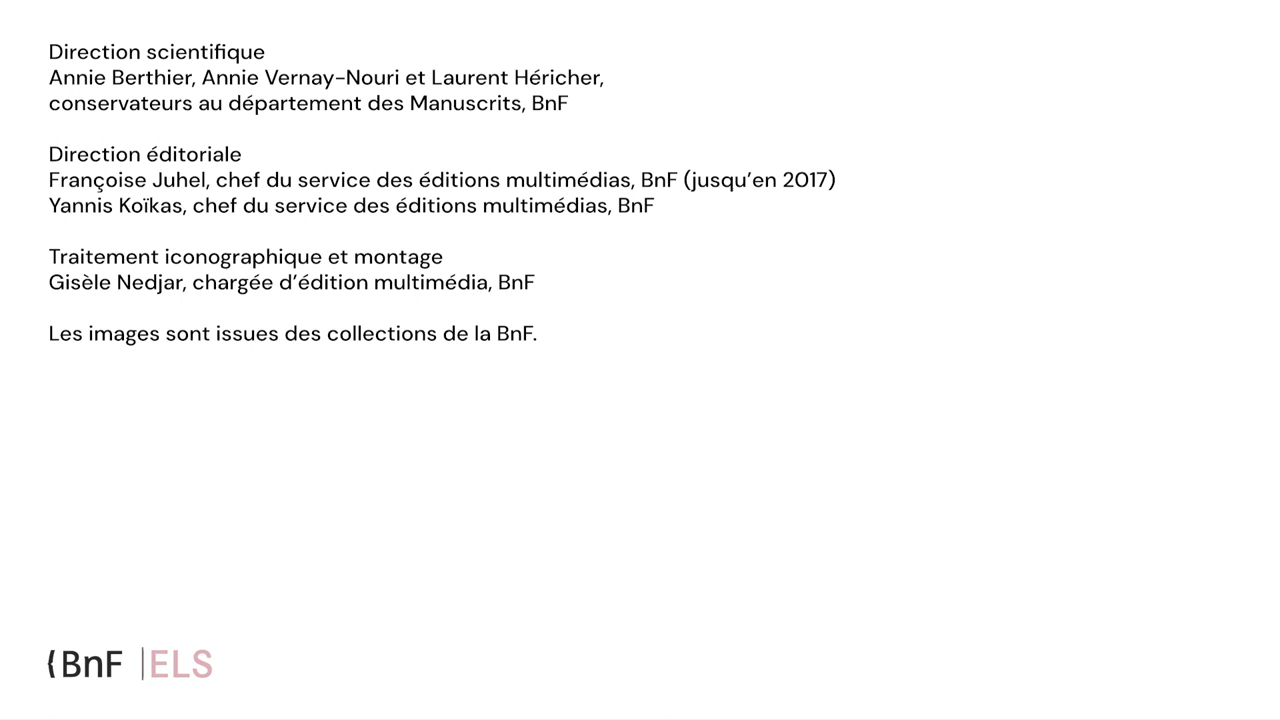 Direction scientifique
Annie Berthier, Annie Vernay-Nouri et Laurent Héricher,
conservateurs au département des Manuscrits, BnF
Direction éditoriale
Françoise Juhel, chef du service des éditions multimédias, BnF (jusqu’en 2017)
Yannis Koïkas, chef du service des éditions multimédias, BnF
Traitement iconographique et montage
Gisèle Nedjar, chargée d’édition multimédia, BnF
Les images sont issues des collections de la BnF.
{BnF |ELS